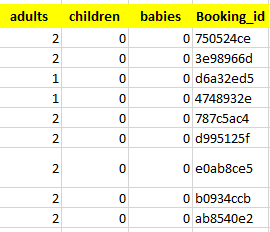 adults children babies Booking_id
2 0 0 750524ce
2 0 0 3e98966d
1 0 0 d6a32ed5
1 0 0 4748932e
2 0 0 787c5ac4
2 0 0 d995125f
2 0 0 e0ab8ce5
2 0 0 b0934ccb
2 0 0 ab8540e2